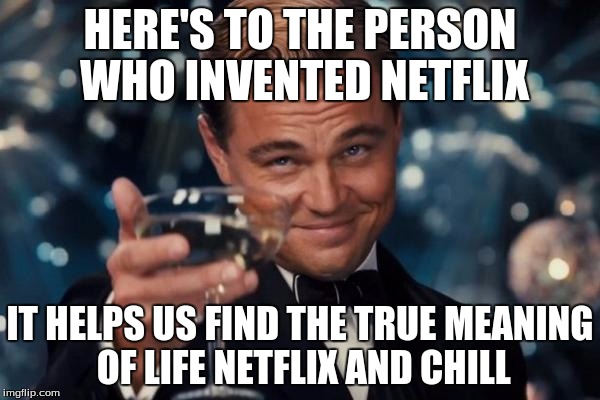 HERE'S TO THE PERSON
WHO INVENTED NETFLIX
IT HELPS US FIND THE TRUE MEANING
OF LIFE NETFLIX AND CHILL
imgflip.com